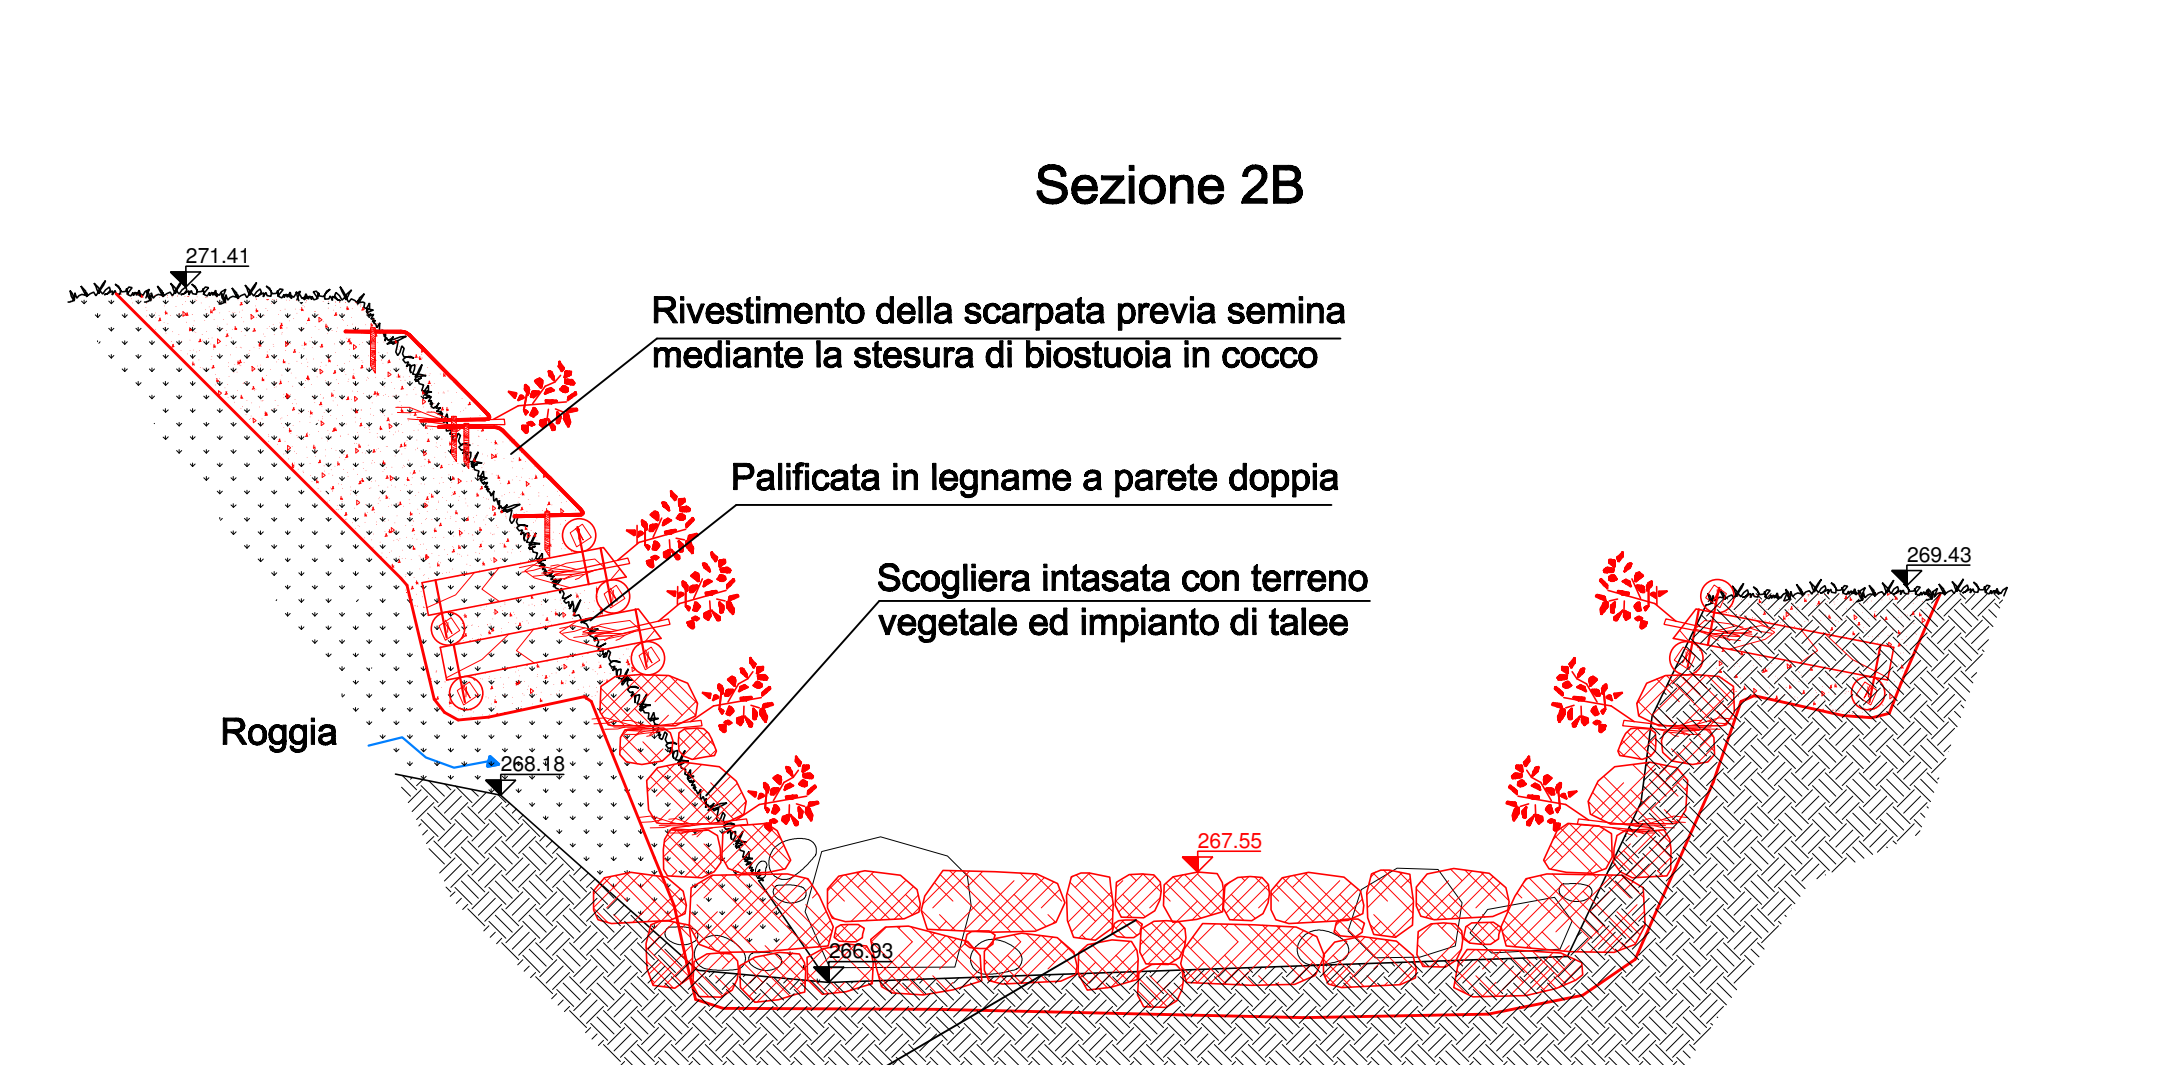 Sezione 2B
271.41
Rivestimento della scarpata previa semina
mediante la stesura di biostuoia in cocco
Palificata in legname a parete doppia
Scogliera intasata con terreno
vegetale ed impianto di talee
269.43
Roggia
268.18
267.55
266.93